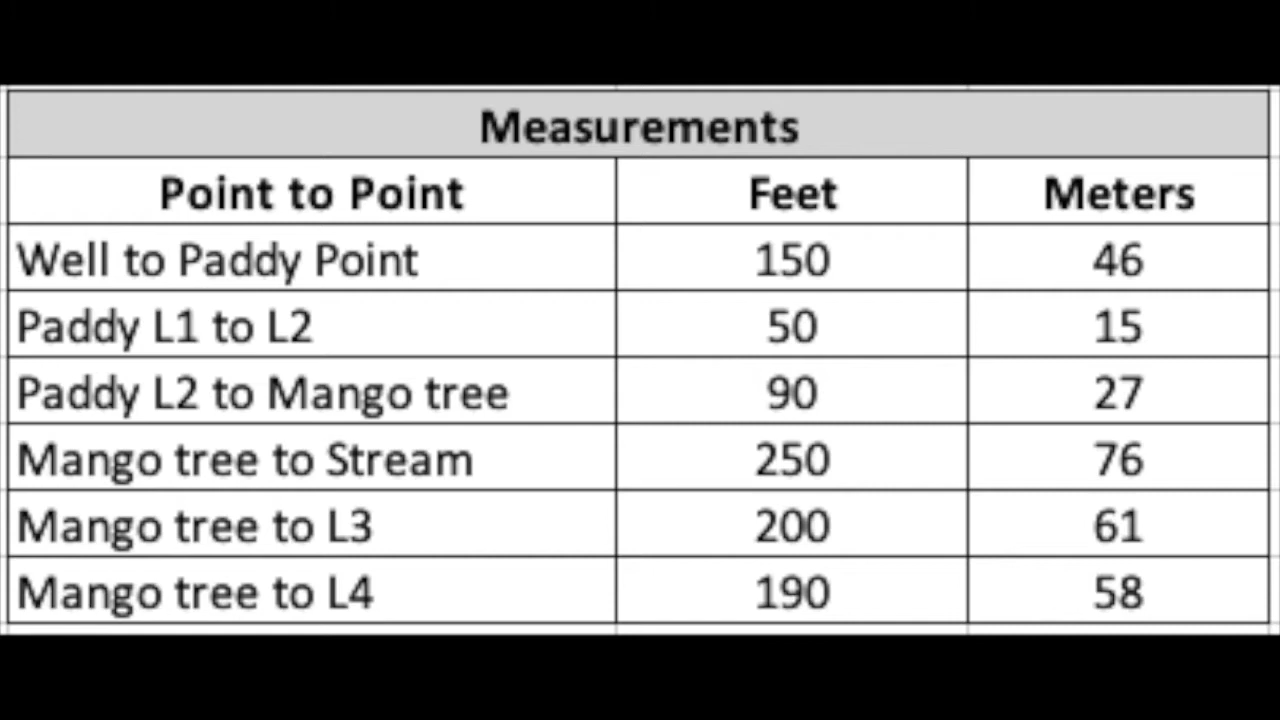 Measurements
Point to Point Feet Meters
Well to Paddy Point 150 46
Paddy L1 to L2 50 15
Paddy L2 to Mango tree 90 27
Mango tree to Stream 250 76
Mango tree to L3 200 61
Mango tree to L4 190 58